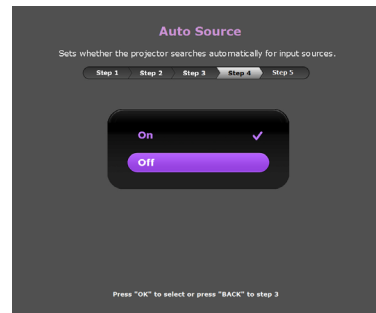 Auto Source
Sets whether the projector searches automatically for input sources.
Step 1 Step 2 Step 3 Step 4 Step 5
On
Off
Press "OK" to select or press "BACK" to step 3